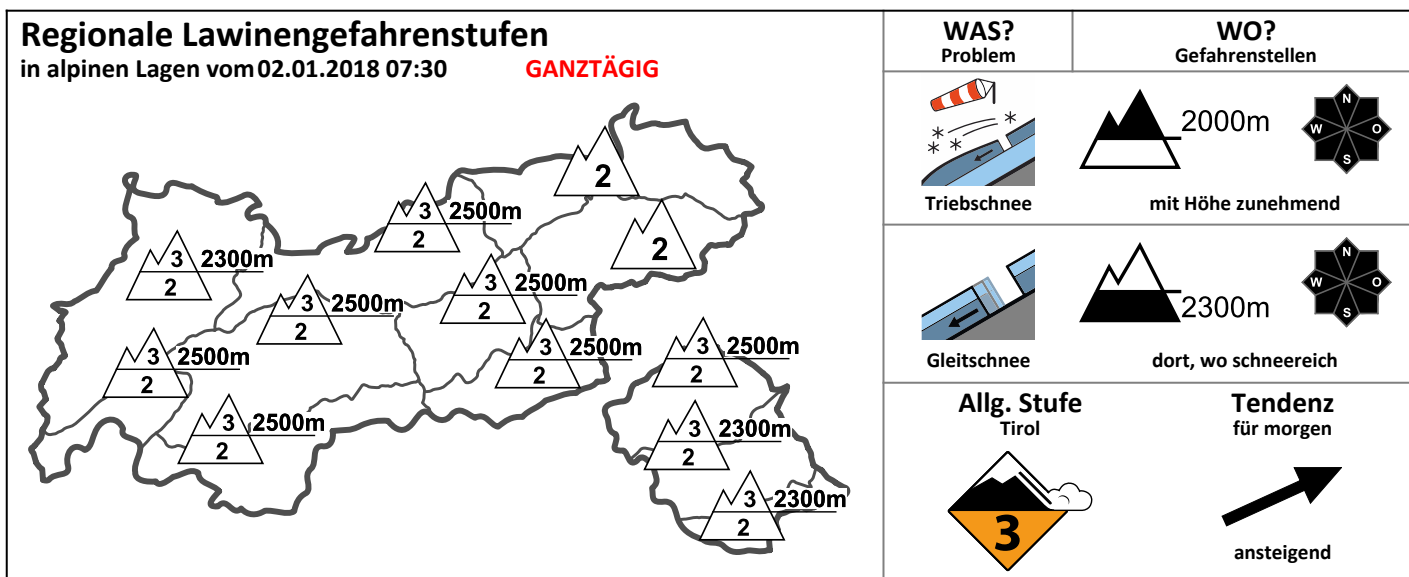 Regionale Lawinengefahrenstufen
in alpinen Lagen vom 02.01.2018 07:30 GANZTÄGIG
2
3 2500m
2
2
3 2300m
2
3 2500m
2
3 2500m
2
3 2500m
2
3 2500m
2
3 2500m
2
3 2500m
2
3 2300m
2
3 2300m
2
WAS?
Problem
WO?
Gefahrenstellen
2000m
N
W O
S
Triebschnee
mit Höhe zunehmend
2300m
N
W O
S
Gleitschnee
dort, wo schneereich
Allg. Stufe
Tirol
Tendenz
für morgen
3
ansteigend